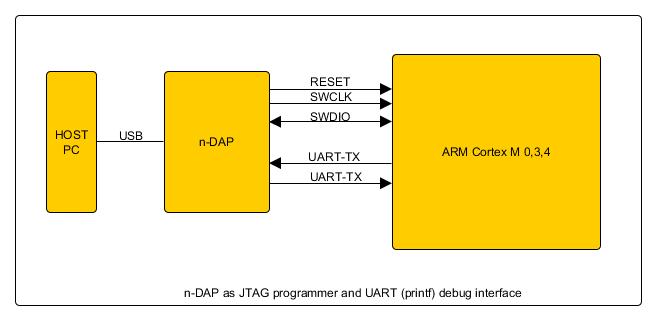 HOST
PC
USB
n-DAP
RESET
SWCLK
SWDIO
UART-TX
UART-TX
ARM Cortex M 0,3,4
n-DAP as JTAG programmer and UART (printf) debug interface